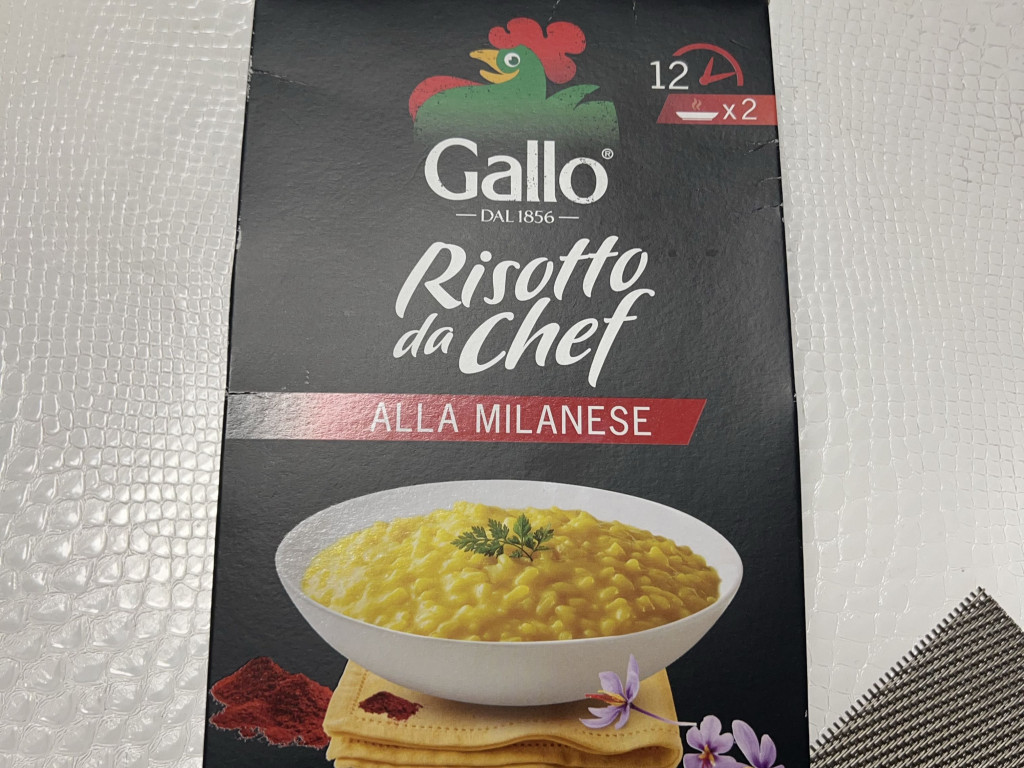 12
x2
Gallo®
DAL 1856
Risotto
da Chef
ALLA MILANESE